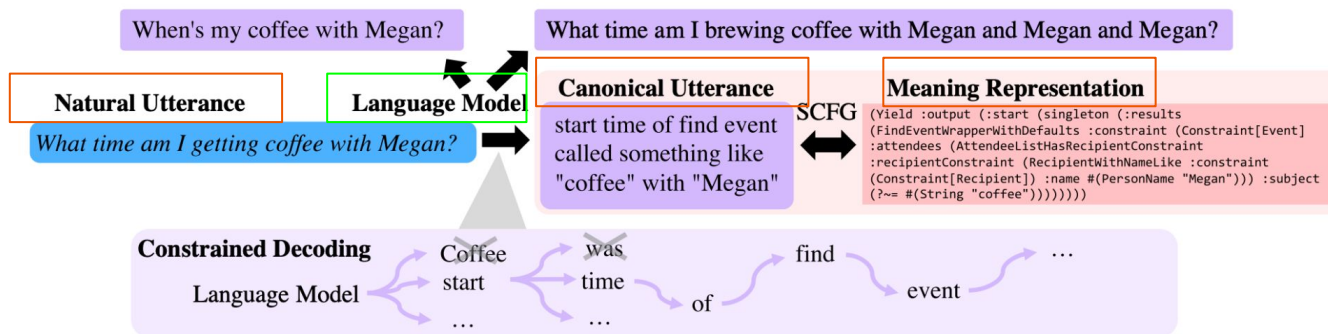 When's my coffee with Megan?
What time am I brewing coffee with Megan and Megan and Megan?
Natural Utterance
Language Model
Canonical Utterance
Meaning Representation
What time am I getting coffee with Megan?
start time of find event
called something like
"coffee" with "Megan"
SCFG
(Yield :output (:start (singleton (:results
(FindEventWrapperWithDefaults :constraint (Constraint[Event]
:attendees (AttendeeListHasRecipientConstraint
:recipientConstraint (RecipientWithNameLike :constraint
(Constraint[Recipient]) :name #(PersonName "Megan"))) :subject
(?~= #(String "coffee"))))))))
Constrained Decoding
Language Model
Coffee
start
...
was
time
...
of
find
event
...